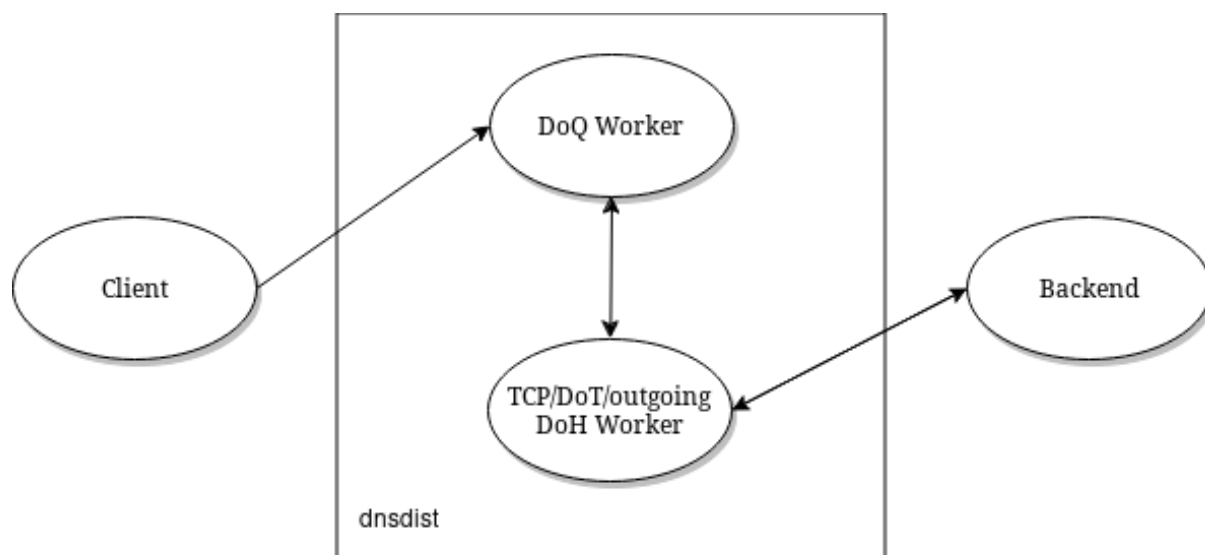 DoQ Worker
Client
Backend
TCP/DoT/outgoing
DoH Worker
dnsdist